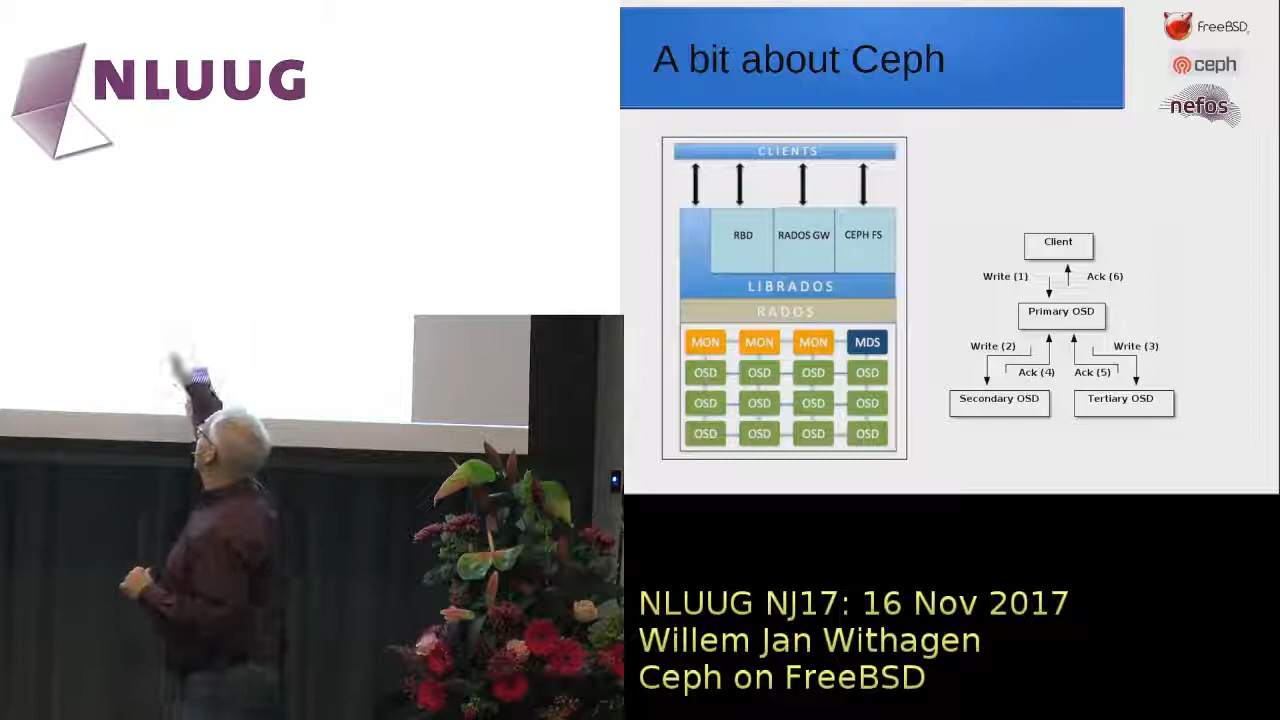 NLUUG
A bit about Ceph
FreeBSD
ceph
nefos
CLIENTS
RBD
RADOS GW
CEPH FS
LIBRADOS
RADOS
MON MON MON MDS
OSD OSD OSD OSD
OSD OSD OSD OSD
OSD OSD OSD OSD
Client
Write (1)
Ack (6)
Primary OSD
Write (2)
Write (3)
Ack (4)
Ack (5)
Secondary OSD
Tertiary OSD
NLUUG NJ17: 16 Nov 2017
Willem Jan Withagen
Ceph on FreeBSD